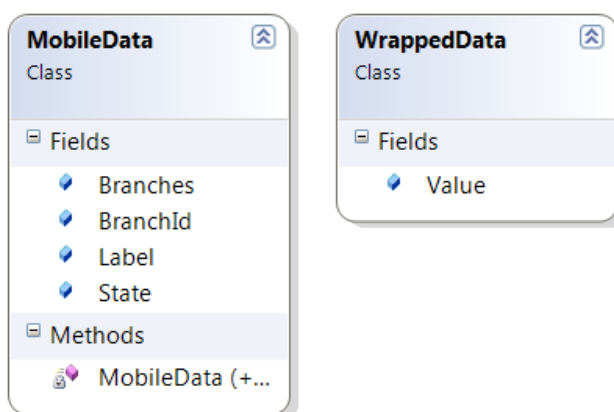 MobileData
Class
Fields
Branches
BranchId
Label
State
Methods
MobileData (+...
WrappedData
Class
Fields
Value